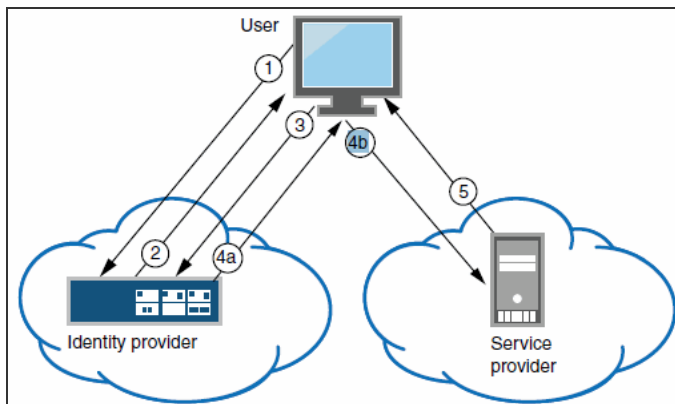 User
1
3
4b
5
2
4a
Identity provider
Service
provider